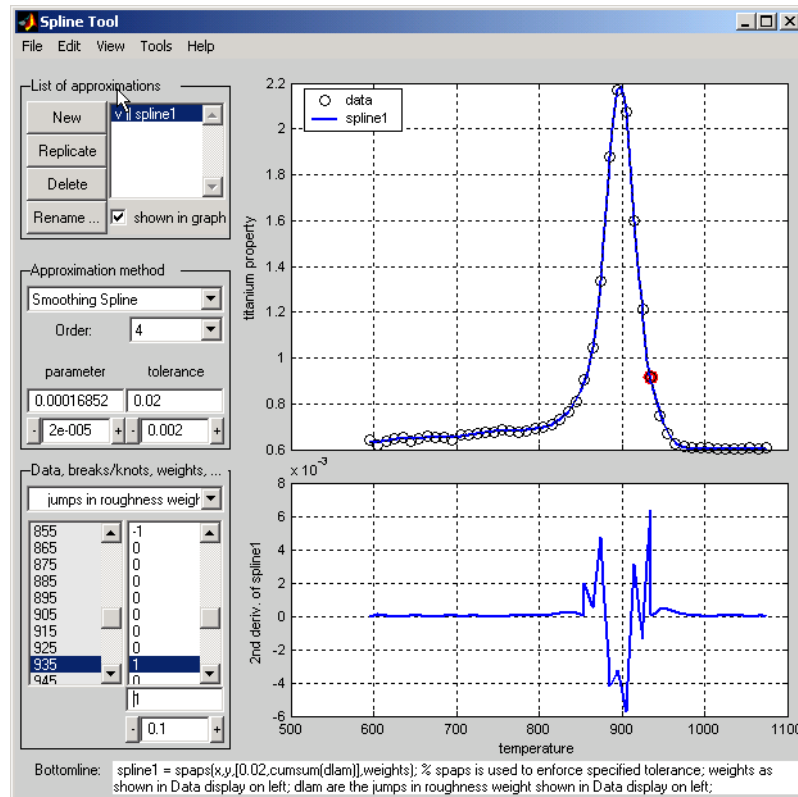 Spline Tool
File Edit View Tools Help
List of approximations
New
Replicate
Delete
Rename ...
v il spline1
shown in graph
Approximation method
Smoothing Spline
Order: 4
parameter tolerance
0.00016852 0.02
- 2e-005 + - 0.002 +
Data, breaks/knots, weights, ...
jumps in roughness weigh
855 -1
865 0
875 0
885 0
895 0
905 0
915 0
925 0
935 1
945 0
1
- 0.1 +
data
spline1
titanium property
2.2
2
1.8
1.6
1.4
1.2
1
0.8
0.6
x 10-3
8
6
4
2
0
-2
-4
-6
2nd deriv. of spline1
500 600 700 800 900 1000 1100
temperature
Bottomline: spline1 = spaps(x,y,[0.02,cumsum(dlam)],weights); % spaps is used to enforce specified tolerance; weights as
shown in Data display on left; dlam are the jumps in roughness weight shown in Data display on left;